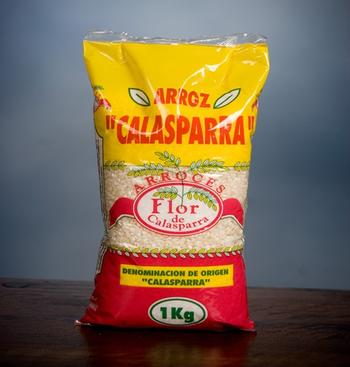 ARROZ
"CALASPARRA"
ARROCES
Flor
de
Calasparra
DENOMINACION DE ORIGEN
"CALASPARRA"
1Kg